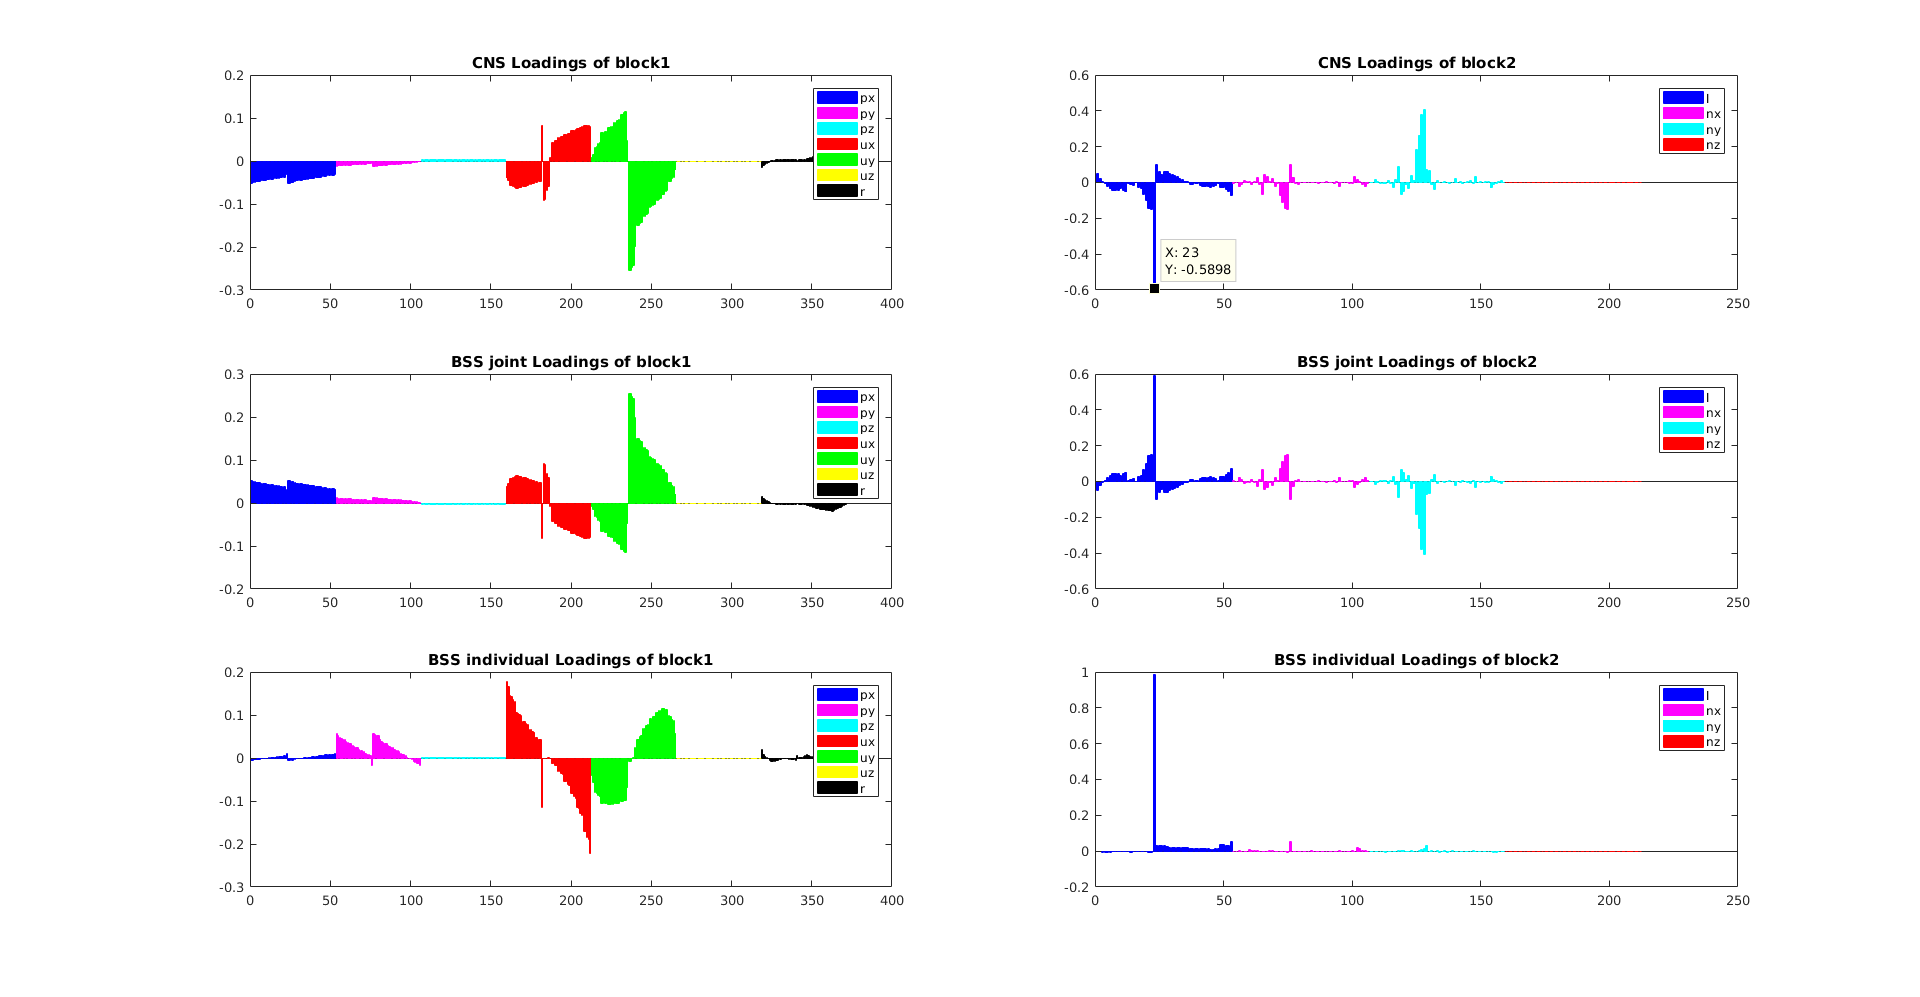 CNS Loadings of block1
0.2
0.1
0
-0.1
-0.2
-0.3
0 50 100 150 200 250 300 350 400
px
py
pz
ux
uy
uz
r
CNS Loadings of block2
0.6
0.4
0.2
0
-0.2
-0.4
-0.6
0 50 100 150 200 250
l
nx
ny
nz
X: 23
Y: -0.5898
BSS joint Loadings of block1
0.3
0.2
0.1
0
-0.1
-0.2
0 50 100 150 200 250 300 350 400
px
py
pz
ux
uy
uz
r
BSS joint Loadings of block2
0.6
0.4
0.2
0
-0.2
-0.4
-0.6
0 50 100 150 200 250
l
nx
ny
nz
BSS individual Loadings of block1
0.2
0.1
0
-0.1
-0.2
-0.3
0 50 100 150 200 250 300 350 400
px
py
pz
ux
uy
uz
r
BSS individual Loadings of block2
1
0.8
0.6
0.4
0.2
0
-0.2
0 50 100 150 200 250
l
nx
ny
nz